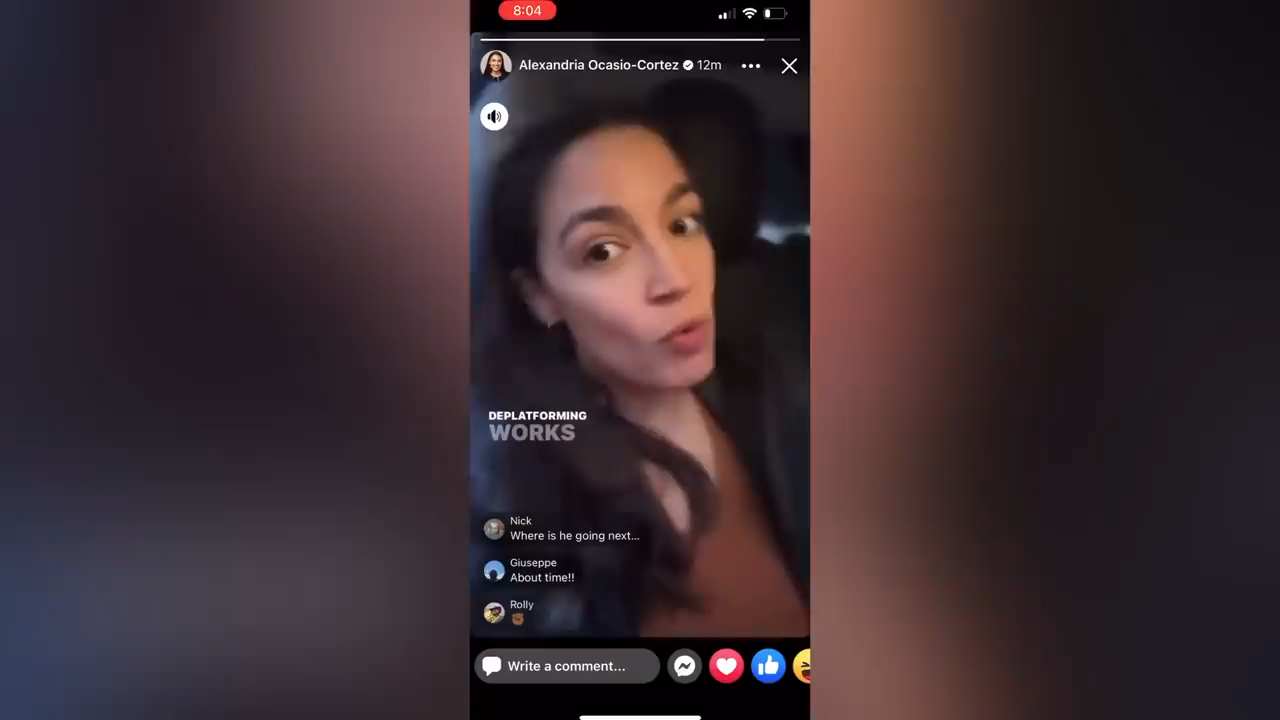 8:04
Alexandria Ocasio-Cortez 12m
DEPLATFORMING
WORKS
Nick
Where is he going next...
Giuseppe
About time!!
Rolly
Write a comment...